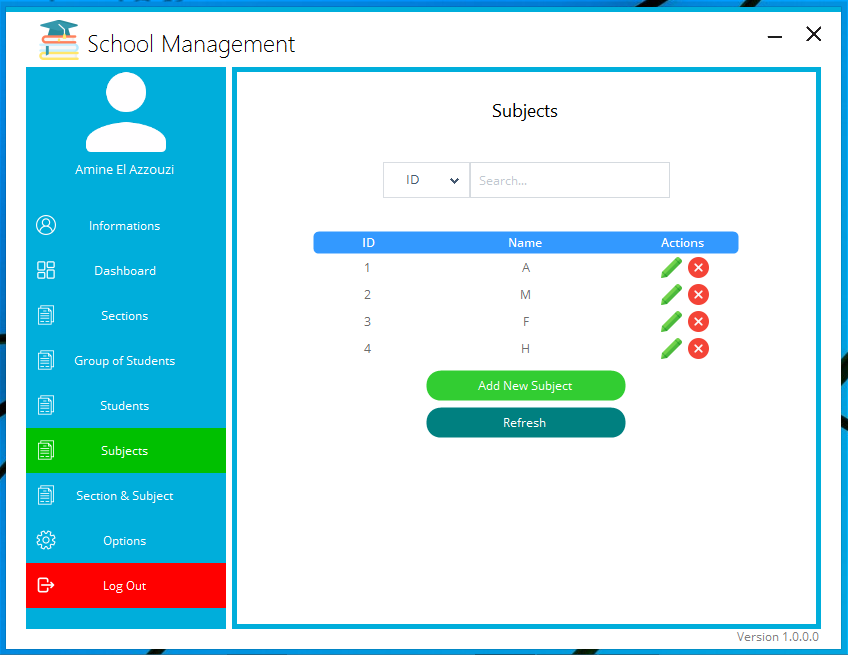 School Management
Amine El Azzouzi
Informations
Dashboard
Sections
Group of Students
Students
Subjects
Section & Subject
Options
Log Out
Subjects
ID Search...
ID Name Actions
1 A
2 M
3 F
4 H
Add New Subject
Refresh
Version 1.0.0.0